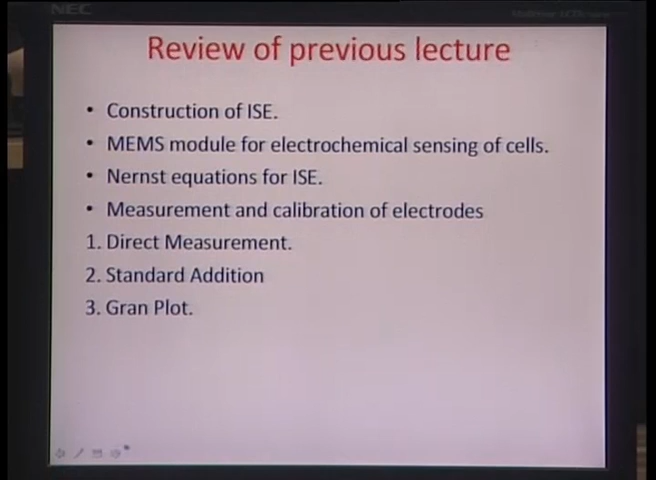 NEC
Review of previous lecture
• Construction of ISE.
• MEMS module for electrochemical sensing of cells.
• Nernst equations for ISE.
• Measurement and calibration of electrodes
1. Direct Measurement.
2. Standard Addition
3. Gran Plot.